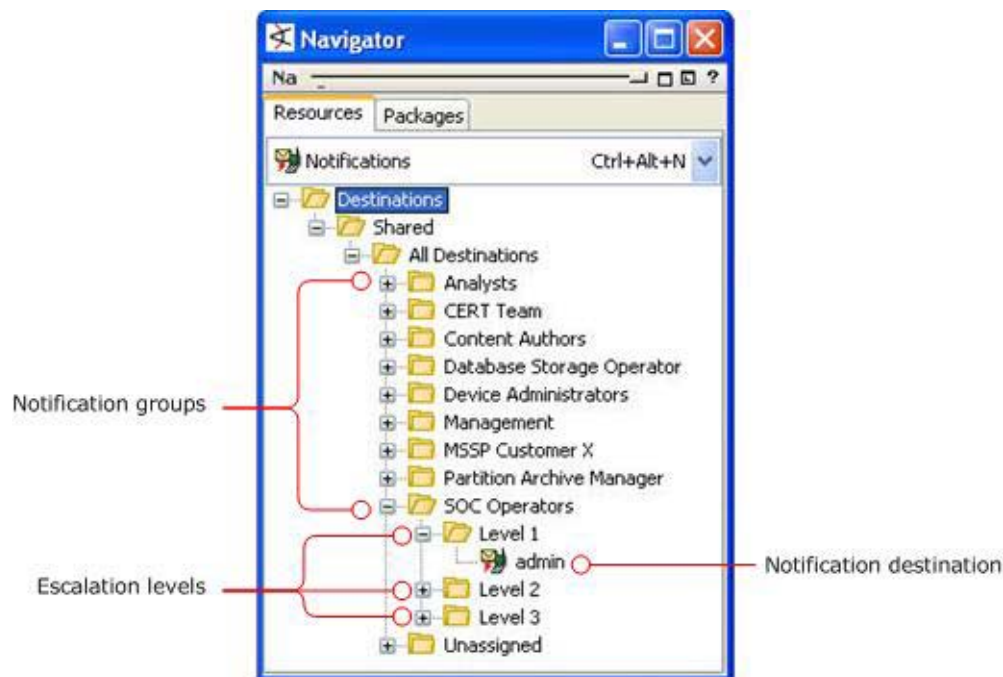 Navigator
Na
?
Resources
Packages
Notifications
Ctrl+Alt+N
Destinations
Shared
All Destinations
Analysts
CERT Team
Content Authors
Database Storage Operator
Device Administrators
Notification groups
Management
MSSP Customer X
Partition Archive Manager
SOC Operators
Level 1
admin
Notification destination
Escalation levels
Level 2
Level 3
Unassigned